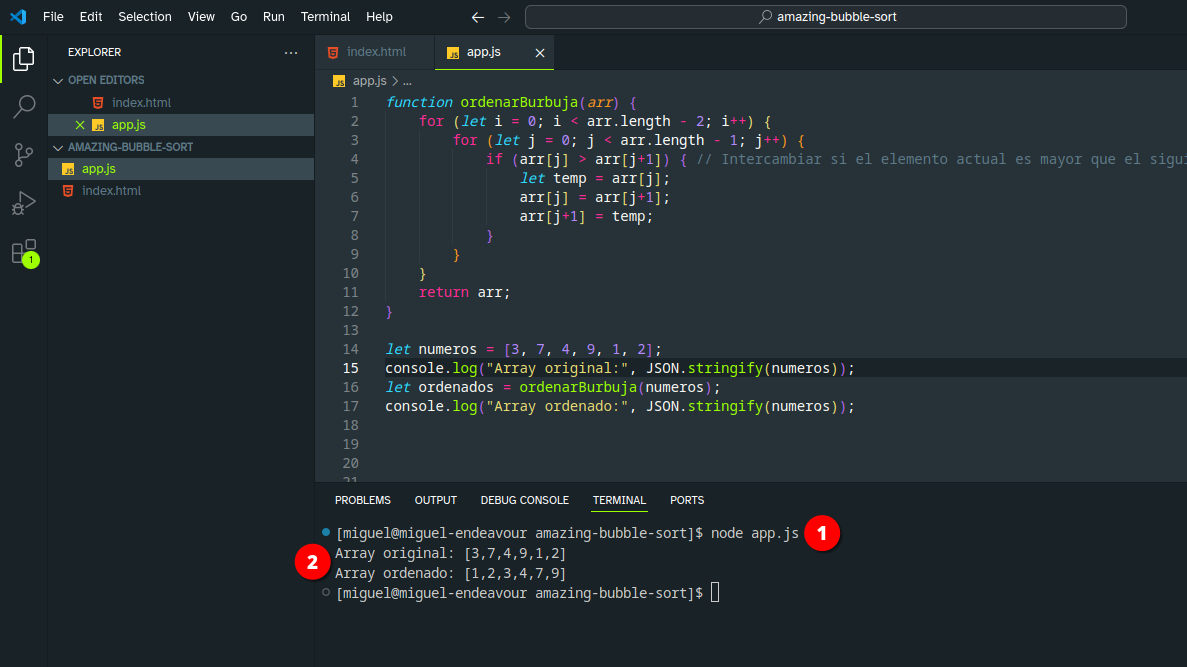 File Edit Selection View Go Run Terminal Help
amazing-bubble-sort
EXPLORER
OPEN EDITORS
index.html
app.js
AMAZING-BUBBLE-SORT
app.js
index.html
1
index.html
app.js
app.js > ...
1 function ordenarBurbuja(arr) {
2 for (let i = 0; i < arr.length - 2; i++) {
3 for (let j = 0; j < arr.length - 1; j++) {
4 if (arr[j] > arr[j+1]) { // Intercambiar si el elemento actual es mayor que el sigui
5 let temp = arr[j];
6 arr[j] = arr[j+1];
7 arr[j+1] = temp;
8 }
9 }
10 }
11 return arr;
12 }
13
14 let numeros = [3, 7, 4, 9, 1, 2];
15 console.log("Array original:", JSON.stringify(numeros));
16 let ordenados = ordenarBurbuja(numeros);
17 console.log("Array ordenado:", JSON.stringify(numeros));
18
19
20
21
PROBLEMS OUTPUT DEBUG CONSOLE TERMINAL PORTS
[miguel@miguel-endeavour amazing-bubble-sort]$ node app.js 1
2 Array original: [3,7,4,9,1,2]
Array ordenado: [1,2,3,4,7,9]
[miguel@miguel-endeavour amazing-bubble-sort]$